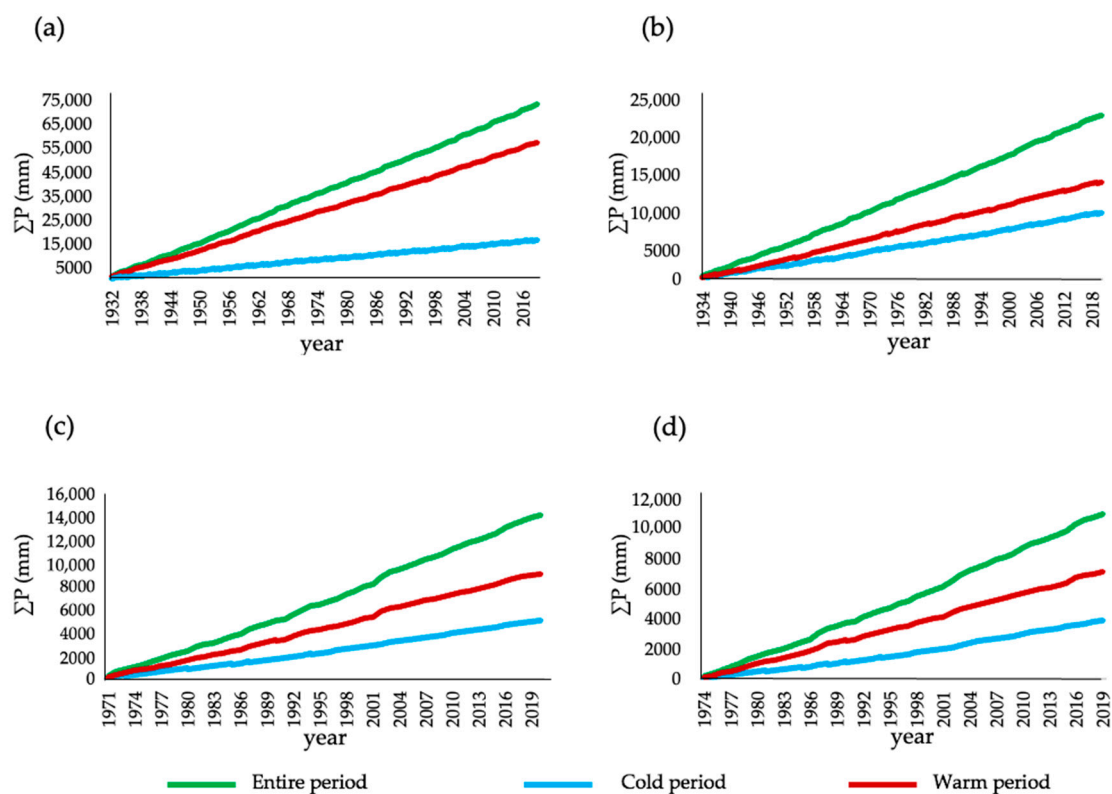 (a)
75,000
65,000
55,000
45,000
35,000
25,000
15,000
5000
∑P (mm)
1932 1938 1944 1950 1956 1962 1968 1974 1980 1986 1992 1998 2004 2010 2016
year
(b)
25,000
20,000
15,000
10,000
5000
0
∑P (mm)
1934 1940 1946 1952 1958 1964 1970 1976 1982 1988 1994 2000 2006 2012 2018
year
(c)
16,000
14,000
12,000
10,000
8000
6000
4000
2000
0
∑P (mm)
1971 1974 1977 1980 1983 1986 1989 1992 1995 1998 2001 2004 2007 2010 2013 2016 2019
year
(d)
12,000
10,000
8000
6000
4000
2000
0
∑P (mm)
1974 1977 1980 1983 1986 1989 1992 1995 1998 2001 2004 2007 2010 2013 2016 2019
year
Entire period Cold period Warm period